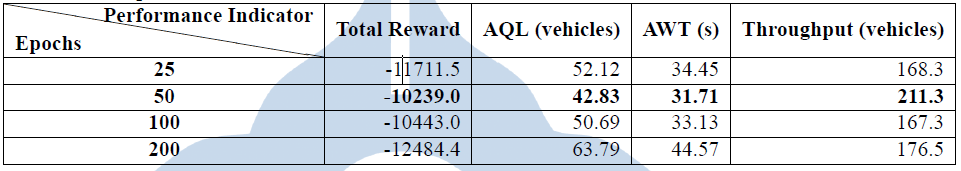 Performance Indicator Total Reward AQL (vehicles) AWT (s) Throughput (vehicles)
Epochs
25 -11711.5 52.12 34.45 168.3
50 -10239.0 42.83 31.71 211.3
100 -10443.0 50.69 33.13 167.3
200 -12484.4 63.79 44.57 176.5